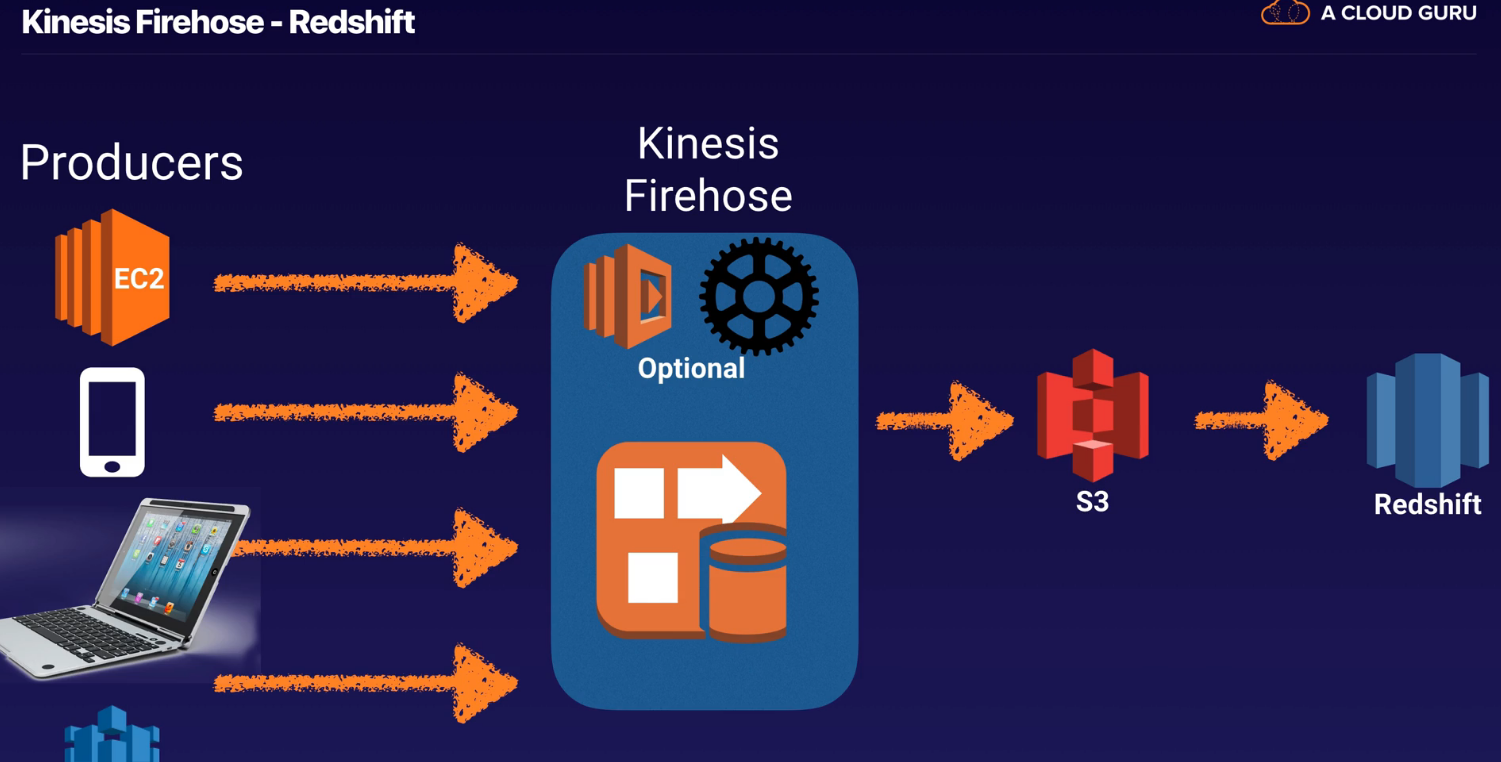 Kinesis Firehose - Redshift
A CLOUD GURU
Producers
Kinesis
Firehose
EC2
Optional
S3
Redshift